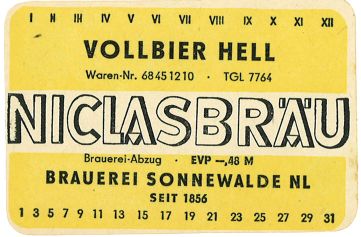 I II III IV V VI VII VIII IX X XI XII
VOLLBIER HELL
Waren-Nr. 68451210 · TGL 7764
NICLASBRÄU
Brauerei-Abzug · EVP —,48 M
BRAUEREI SONNEWALDE NL
SEIT 1856
1 3 5 7 9 11 13 15 17 19 21 23 25 27 29 31